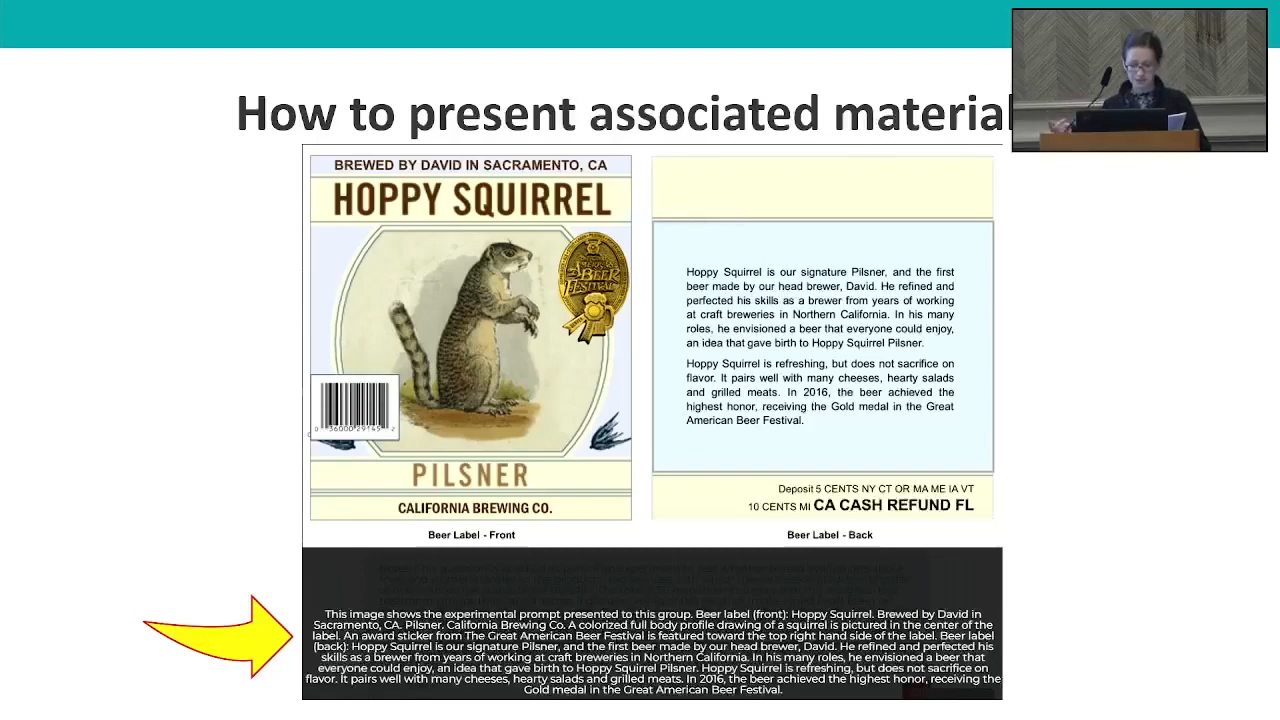 How to present associated material
BREWED BY DAVID IN SACRAMENTO, CA
HOPPY SQUIRREL
BEER
FESTIVAL
0 36000 29145 2
PILSNER
CALIFORNIA BREWING CO.
Beer Label - Front
Hoppy Squirrel is our signature Pilsner, and the first
beer made by our head brewer, David. He refined and
perfected his skills as a brewer from years of working
at craft breweries in Northern California. In his many
roles, he envisioned a beer that everyone could enjoy,
an idea that gave birth to Hoppy Squirrel Pilsner.
Hoppy Squirrel is refreshing, but does not sacrifice on
flavor. It pairs well with many cheeses, hearty salads
and grilled meats. In 2016, the beer achieved the
highest honor, receiving the Gold medal in the Great
American Beer Festival.
Deposit 5 CENTS NY CT OR MA ME IA VT
10 CENTS MI CA CASH REFUND FL
Beer Label - Back
This image shows the experimental prompt presented to this group. Beer label (front): Hoppy Squirrel. Brewed by David in
Sacramento, CA. Pilsner. California Brewing Co. A colorized full body profile drawing of a squirrel is pictured in the center of the
label. An award sticker from The Great American Beer Festival is featured toward the top right hand side of the label. Beer label
(back): Hoppy Squirrel is our signature Pilsner, and the first beer made by our head brewer, David. He refined and perfected his
skills as a brewer from years of working at craft breweries in Northern California. In his many roles, he envisioned a beer that
everyone could enjoy, an idea that gave birth to Hoppy Squirrel Pilsner. Hoppy Squirrel is refreshing, but does not sacrifice on
flavor. It pairs well with many cheeses, hearty salads and grilled meats. In 2016, the beer achieved the highest honor, receiving the
Gold medal in the Great American Beer Festival.